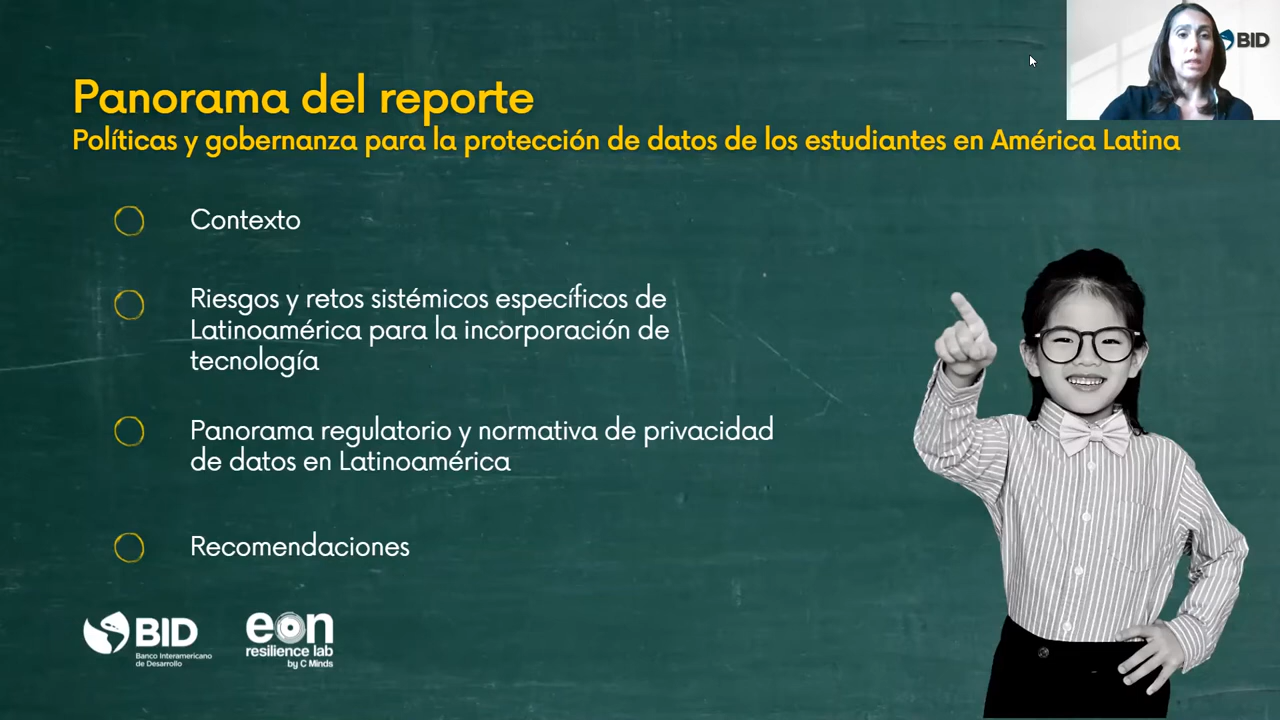 BID
Panorama del reporte
Políticas y gobernanza para la protección de datos de los estudiantes en América Latina
Contexto
Riesgos y retos sistémicos específicos de
Latinoamérica para la incorporación de
tecnología
Panorama regulatorio y normativa de privacidad
de datos en Latinoamérica
Recomendaciones
BID
Banco Interamericano
de Desarrollo
eon
resilience lab
by C Minds